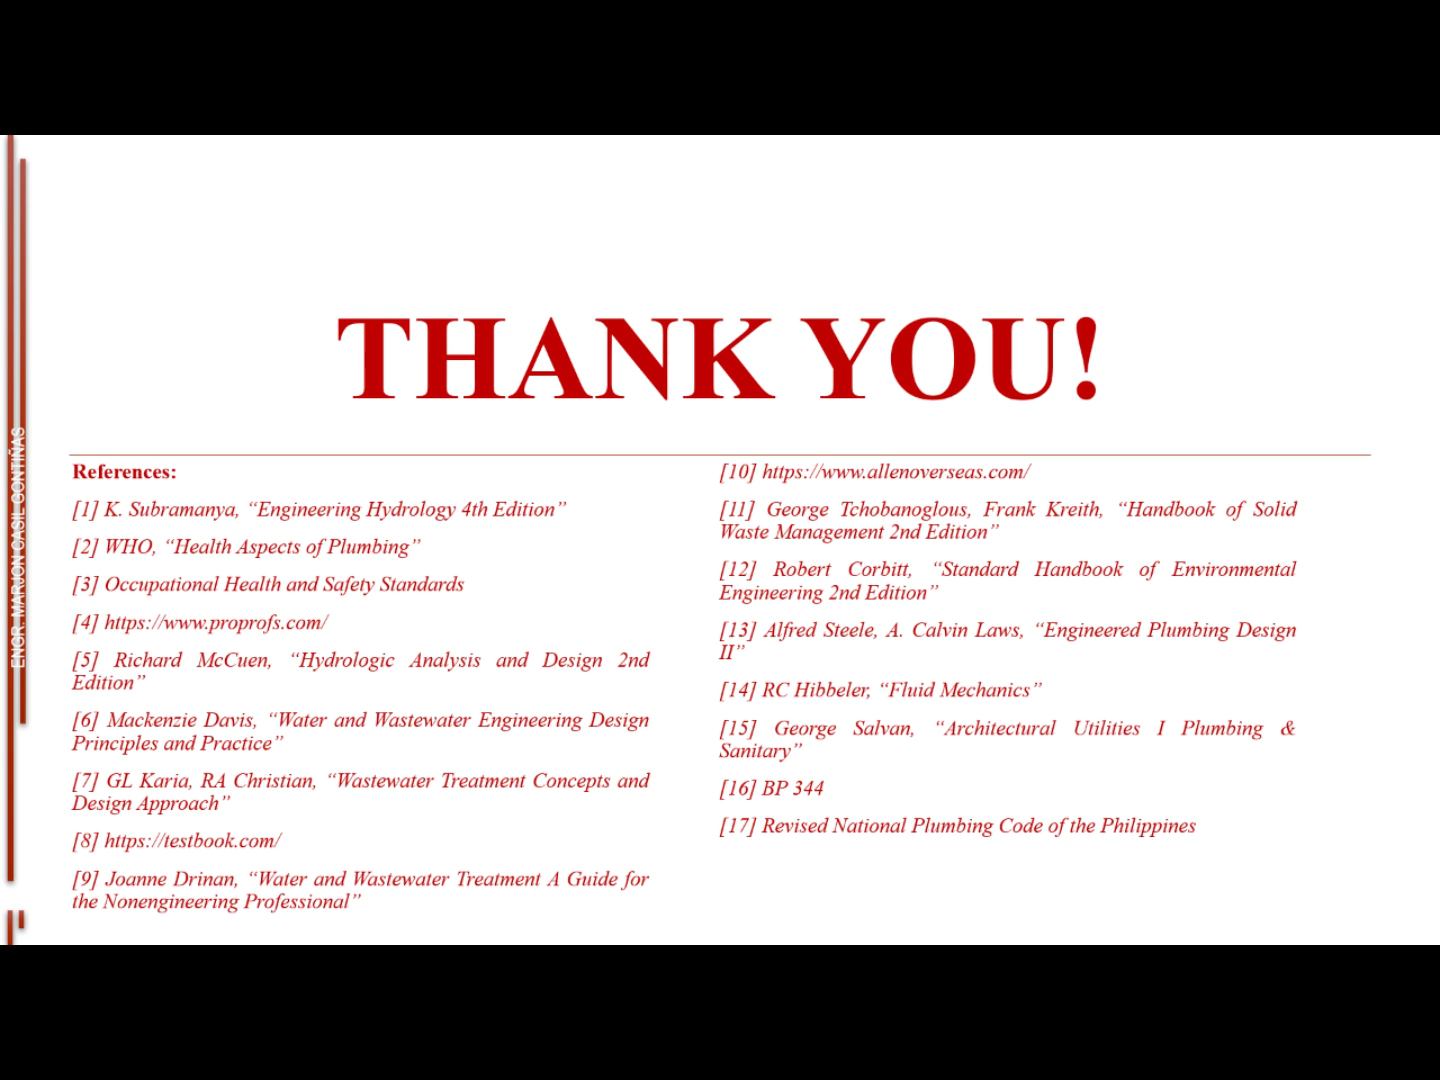 THANK YOU!
References:
[1] K. Subramanya, “Engineering Hydrology 4th Edition”
[2] WHO, “Health Aspects of Plumbing”
[3] Occupational Health and Safety Standards
[4] https://www.proprofs.com/
[5] Richard McCuen, “Hydrologic Analysis and Design 2nd
Edition”
[6] Mackenzie Davis, “Water and Wastewater Engineering Design
Principles and Practice”
[7] GL Karia, RA Christian, “Wastewater Treatment Concepts and
Design Approach”
[8] https://testbook.com/
[9] Joanne Drinan, “Water and Wastewater Treatment A Guide for
the Nonengineering Professional”
[10] https://www.allenoverseas.com/
[11] George Tchobanoglous, Frank Kreith, “Handbook of Solid
Waste Management 2nd Edition”
[12] Robert Corbitt, “Standard Handbook of Environmental
Engineering 2nd Edition”
[13] Alfred Steele, A. Calvin Laws, “Engineered Plumbing Design
II”
[14] RC Hibbeler, “Fluid Mechanics”
[15] George Salvan, “Architectural Utilities I Plumbing &
Sanitary”
[16] BP 344
[17] Revised National Plumbing Code of the Philippines
ENGR. MARJON CASIL GONTIÑAS